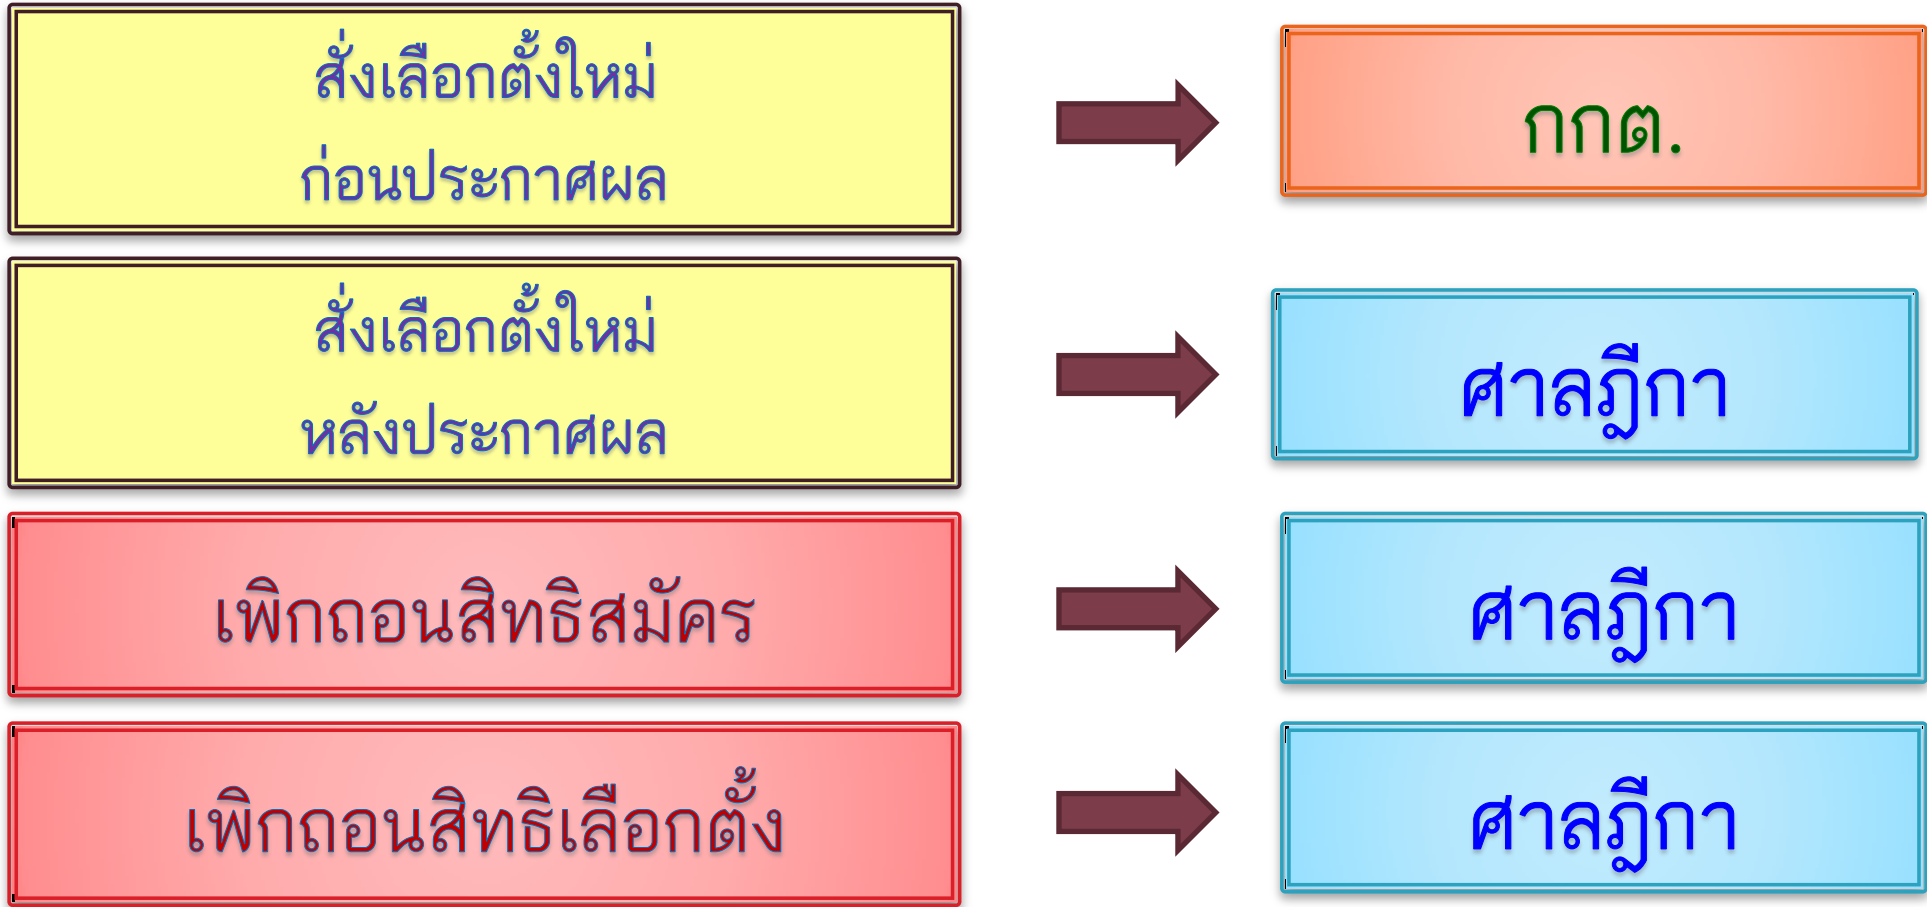 สั่งเลือกตั้งใหม่
ก่อนประกาศผล
กกต.
สั่งเลือกตั้งใหม่
หลังประกาศผล
ศาลฎีกา
เพิกถอนสิทธิสมัคร
ศาลฎีกา
เพิกถอนสิทธิเลือกตั้ง
ศาลฎีกา